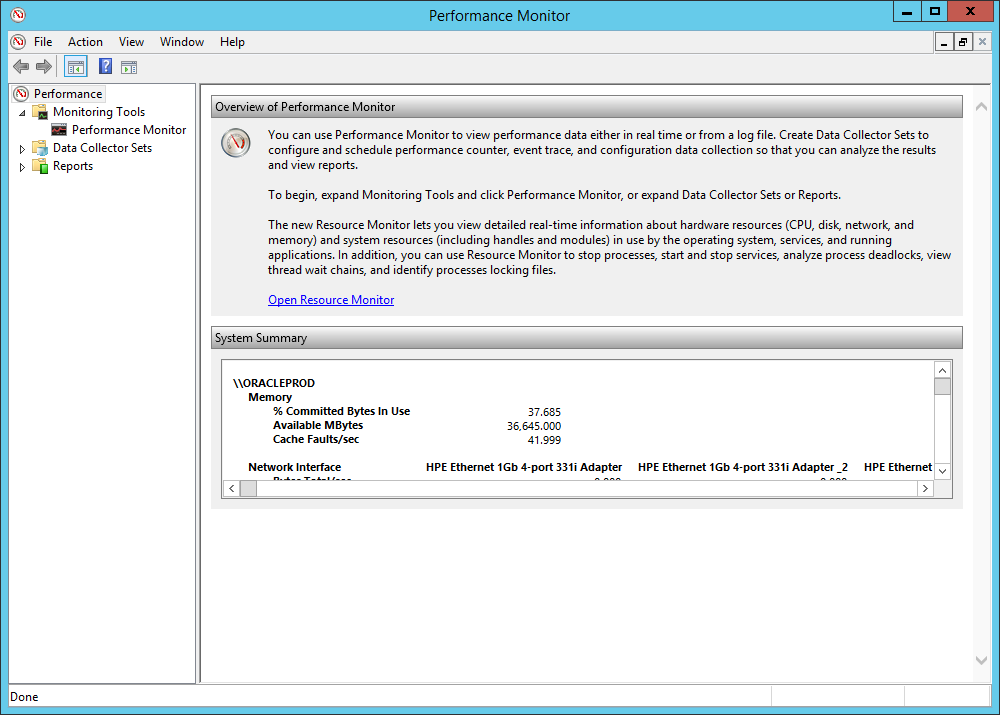 Performance Monitor
File Action View Window Help
Performance
Monitoring Tools
Performance Monitor
Data Collector Sets
Reports
Overview of Performance Monitor
You can use Performance Monitor to view performance data either in real time or from a log file. Create Data Collector Sets to
configure and schedule performance counter, event trace, and configuration data collection so that you can analyze the results
and view reports.
To begin, expand Monitoring Tools and click Performance Monitor, or expand Data Collector Sets or Reports.
The new Resource Monitor lets you view detailed real-time information about hardware resources (CPU, disk, network, and
memory) and system resources (including handles and modules) in use by the operating system, services, and running
applications. In addition, you can use Resource Monitor to stop processes, start and stop services, analyze process deadlocks, view
thread wait chains, and identify processes locking files.
Open Resource Monitor
System Summary
\\ORACLEPROD
Memory
% Committed Bytes In Use 37.685
Available MBytes 36,645.000
Cache Faults/sec 41.999
Network Interface HPE Ethernet 1Gb 4-port 331i Adapter HPE Ethernet 1Gb 4-port 331i Adapter _2 HPE Ethernet
Bytes Total/sec 0.000 0.000
Done